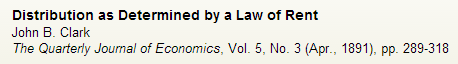 Distribution as Determined by a Law of Rent
John B. Clark
The Quarterly Journal of Economics, Vol. 5, No. 3 (Apr., 1891), pp. 289-318